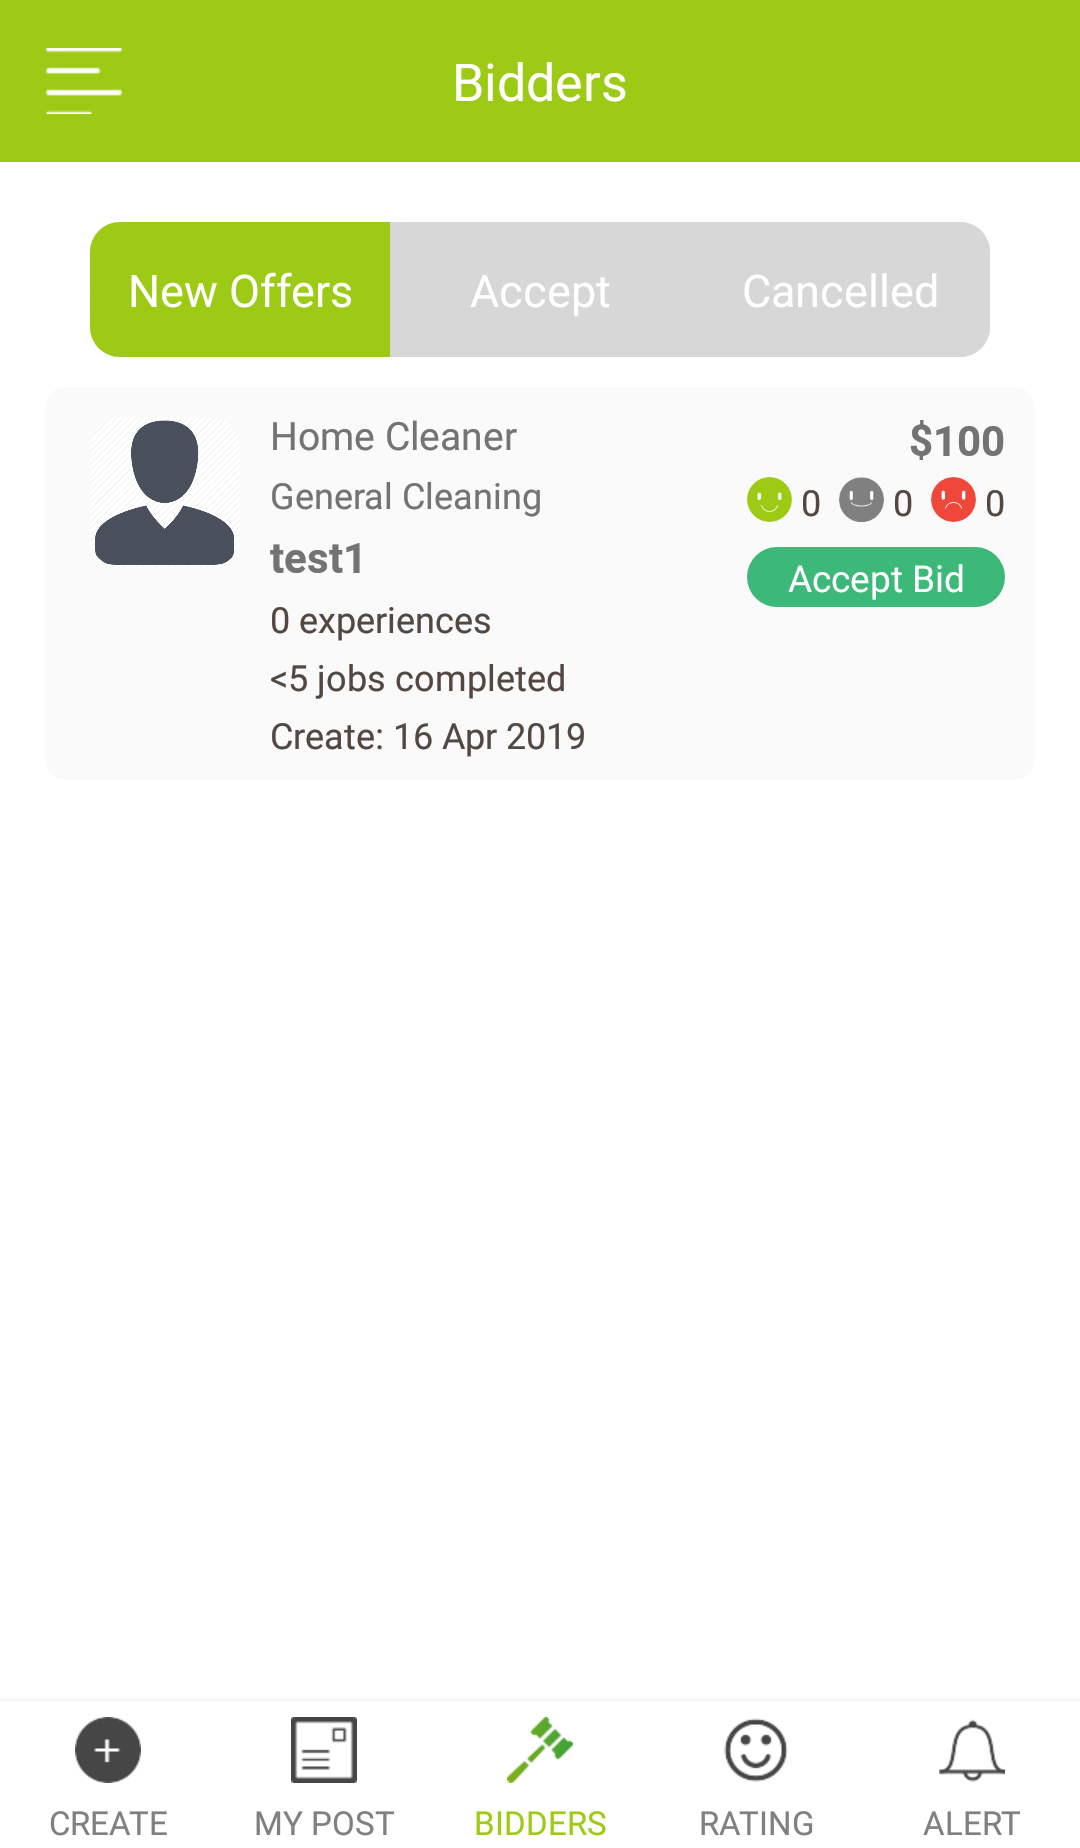 Bidders
New Offers Accept Cancelled
Home Cleaner
$100
General Cleaning
0 0 0
test1
Accept Bid
0 experiences
<5 jobs completed
Create: 16 Apr 2019
CREATE MY POST BIDDERS RATING ALERT